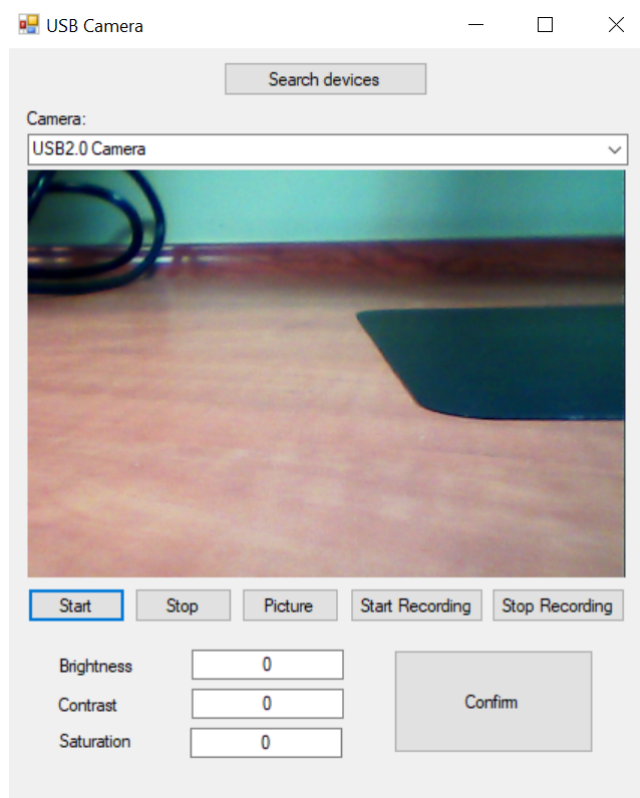 USB Camera
Search devices
Camera:
USB2.0 Camera
Start Stop Picture Start Recording Stop Recording
Brightness 0
Contrast 0
Saturation 0
Confirm